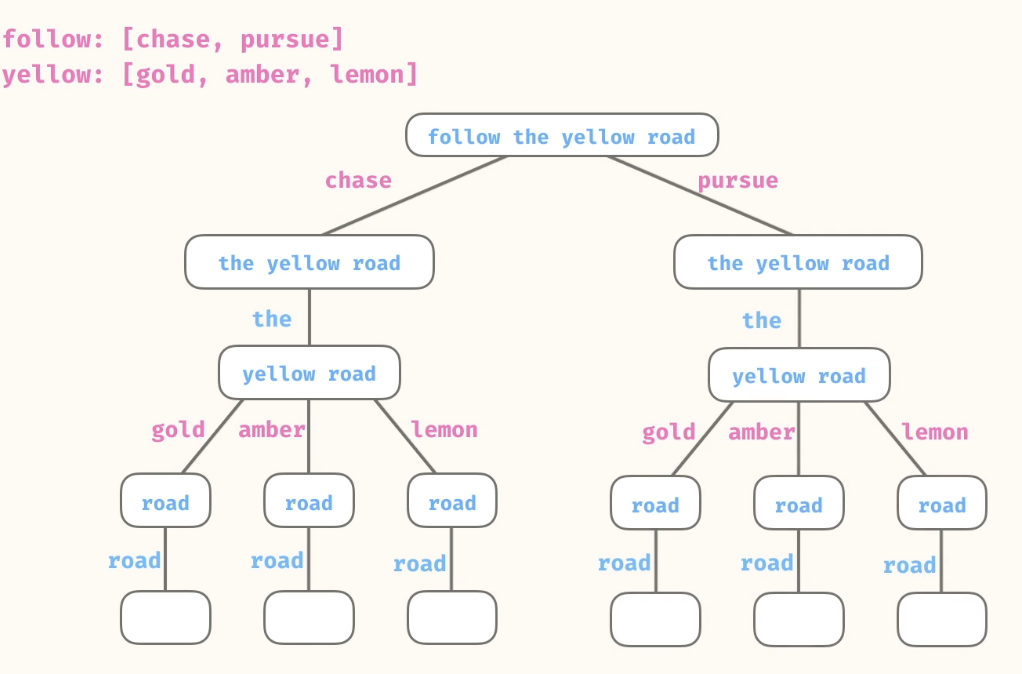 follow: [chase, pursue]
yellow: [gold, amber, lemon]
follow the yellow road
chase pursue
the yellow road the yellow road
the the
yellow road yellow road
gold amber lemon gold amber lemon
road road road road road road
road road road road road road